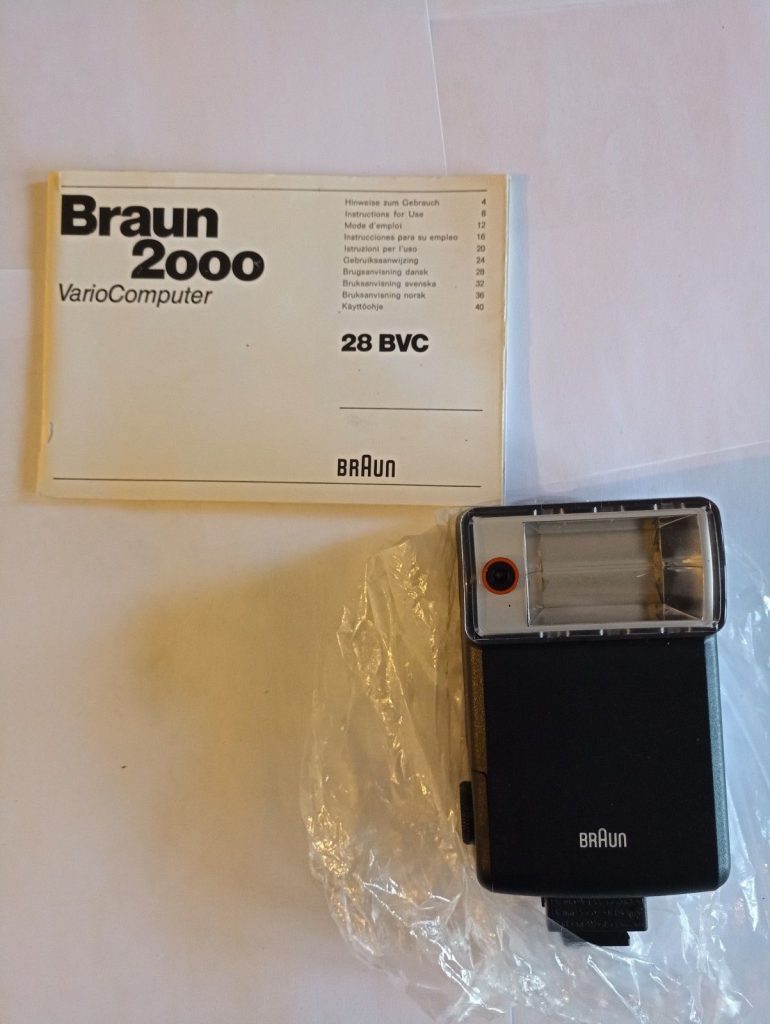 Braun
2000
VarioComputer
Hinweise zum Gebrauch 4
Instructions for Use 8
Mode d'emploi 12
Instrucciones para su empleo 16
Istruzioni per l'uso 20
Gebruiksaanwijzing 24
Brugsanvisning dansk 28
Bruksanvisning svenska 32
Bruksanvisning norsk 36
Käyttöohje 40
28 BVC
BRAUN
BRAUN